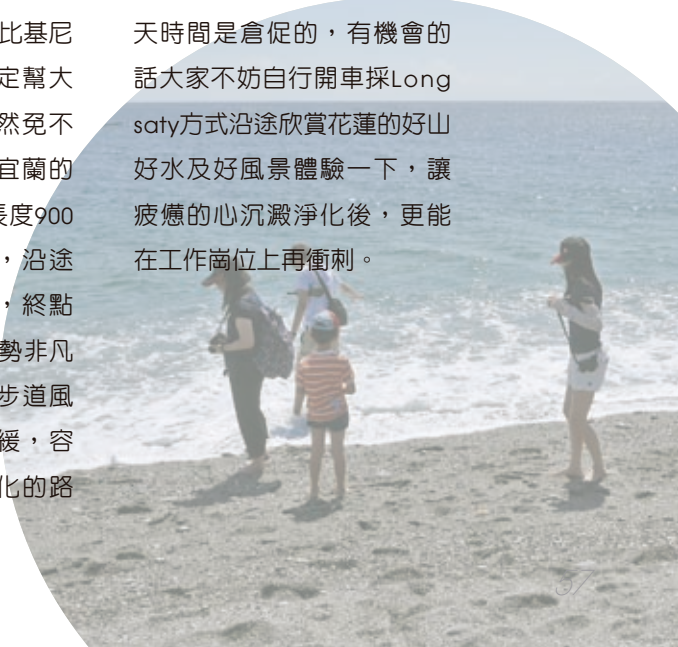 比基尼
定幫大
然免不
宜蘭的
長度900
，沿途
，終點
勢非凡
步道風
緩，容
化的路
天時間是倉促的，有機會的
話大家不妨自行開車採Long
saty方式沿途欣賞花蓮的好山
好水及好風景體驗一下，讓
疲憊的心沉澱淨化後，更能
在工作崗位上再衝刺。